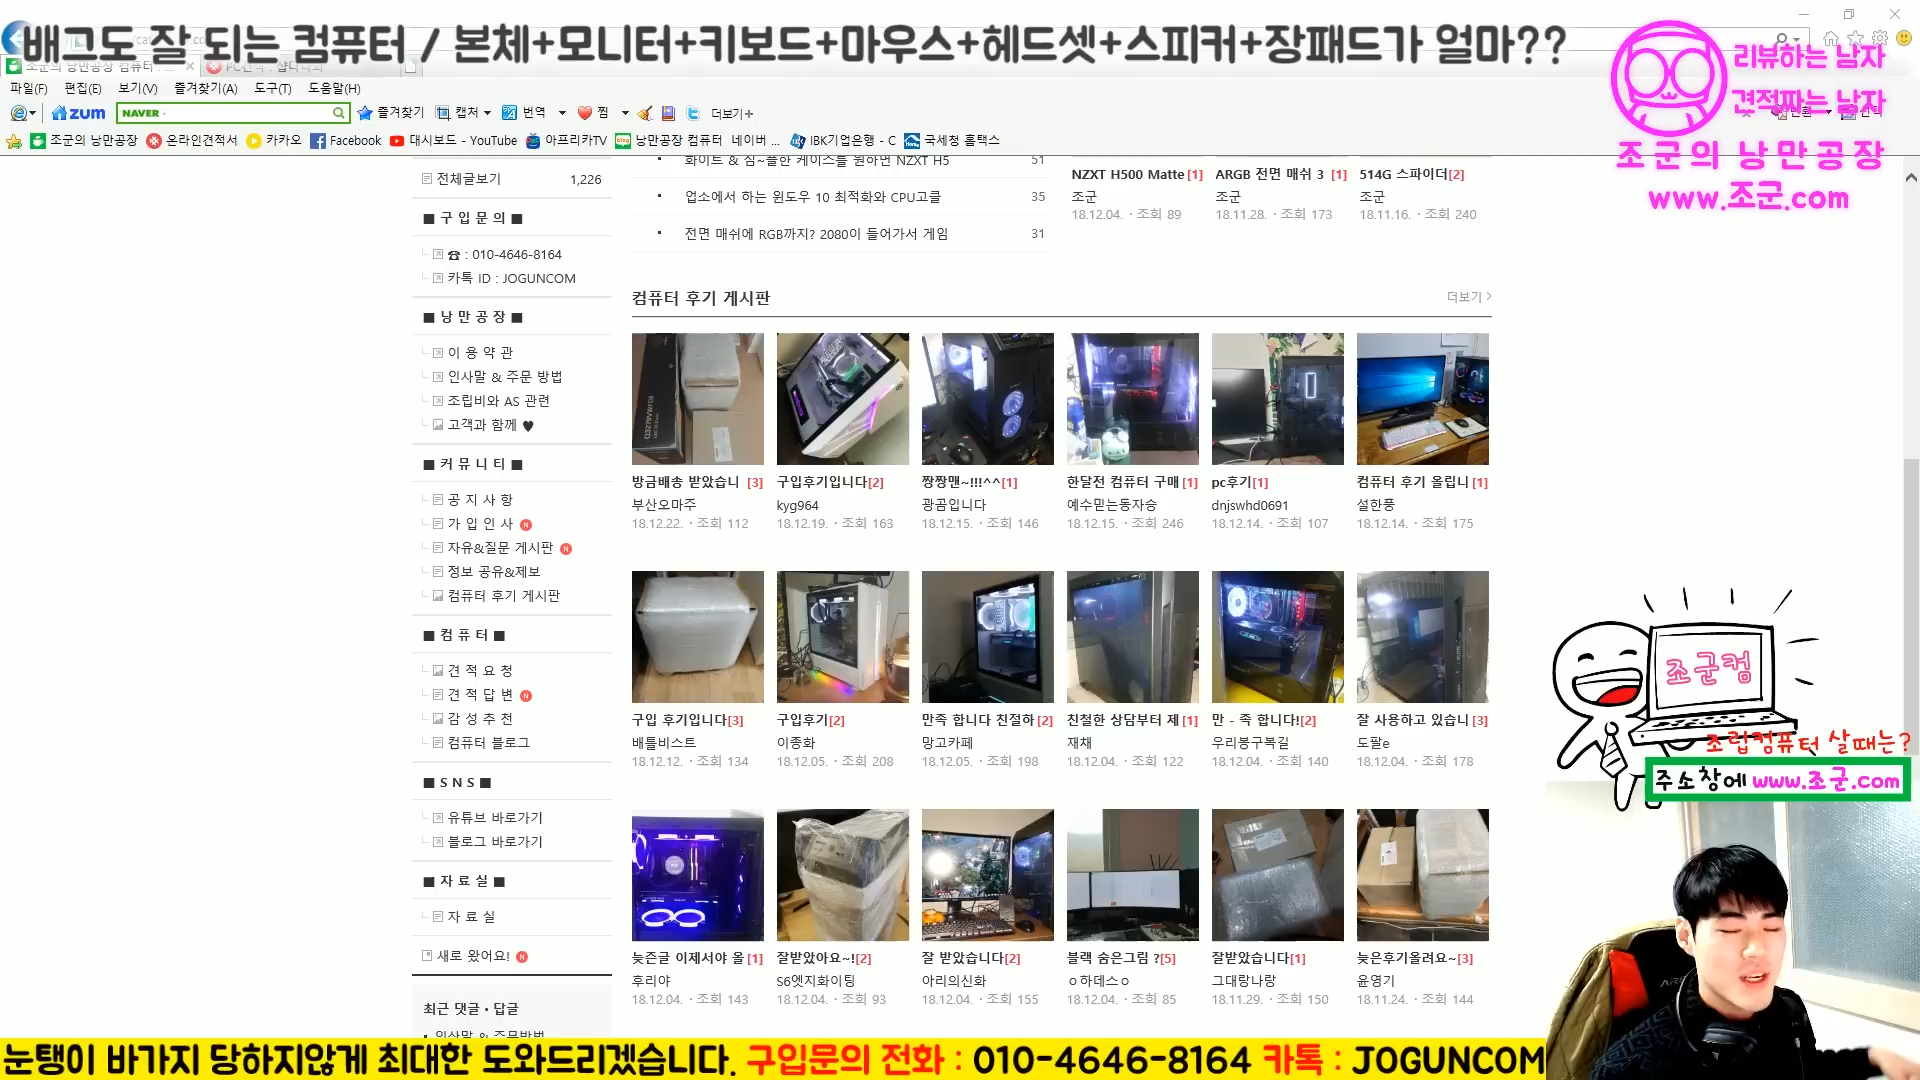 배그도 잘 되는 컴퓨터 / 본체+모니터+키보드+마우스+헤드셋+스피커+장패드가 얼마??
리뷰하는 남자
견적짜는 남자
조군의 낭만공장
www.조군.com
파일(F) 편집(E) 보기(V) 즐겨찾기(A) 도구(T) 도움말(H)
zum NAVER 즐겨찾기 캡처 번역 찜 더보기+
조군의 낭만공장 온라인견적서 카카오 Facebook 대시보드 - YouTube 아프리카TV 낭만공장 컴퓨터 네이버 ... IBK기업은행 - C 국세청 홈택스
전체글보기 1,226
■ 구 입 문 의 ■
☎ : 010-4646-8164
카톡 ID : JOGUNCOM
■ 낭 만 공 장 ■
이 용 약 관
인사말 & 주문 방법
조립비와 AS 관련
고객과 함께 ♥
■ 커 뮤 니 티 ■
공 지 사 항
가 입 인 사 N
자유&질문 게시판 N
정보 공유&제보
컴퓨터 후기 게시판
■ 컴 퓨 터 ■
견 적 요 청
견 적 답 변 N
감 성 추 천
컴퓨터 블로그
■ S N S ■
유튜브 바로가기
블로그 바로가기
■ 자 료 실 ■
자 료 실
새로 왔어요! N
최근 댓글・답글
인사말 & 주문방법
화이트 & 심~플한 케이스를 원하면 NZXT H5 51
업소에서 하는 윈도우 10 최적화와 CPU고클 35
전면 매쉬에 RGB까지? 2080이 들어가서 게임 31
NZXT H500 Matte [1] ARGB 전면 매쉬 3 [1] 514G 스파이더[2]
조군 조군 조군
18.12.04. · 조회 89 18.11.28. · 조회 173 18.11.16. · 조회 240
컴퓨터 후기 게시판 더보기 >
방금배송 받았습니 [3] 구입후기입니다[2] 짱짱맨~!!!^^[1] 한달전 컴퓨터 구매 [1] pc후기[1] 컴퓨터 후기 올립니 [1]
부산오마주 kyg964 광곰입니다 예수믿는동자승 dnjswhd0691 설한풍
18.12.22. · 조회 112 18.12.19. · 조회 163 18.12.15. · 조회 146 18.12.15. · 조회 246 18.12.14. · 조회 107 18.12.14. · 조회 175
구입 후기입니다[3] 구입후기[2] 만족 합니다 친절하 [2] 친절한 상담부터 제 [1] 만 - 족 합니다![2] 잘 사용하고 있습니 [3]
배틀비스트 이종화 망고카페 재채 우리봉구복길 도팔e
18.12.12. · 조회 134 18.12.05. · 조회 208 18.12.05. · 조회 198 18.12.04. · 조회 122 18.12.04. · 조회 140 18.12.04. · 조회 178
늦즌글 이제서야 올 [1] 잘받았아요~![2] 잘 받았습니다[2] 블랙 숨은그림 ?[5] 잘받았습니다[1] 늦은후기올려요~[3]
후리야 S6엣지화이팅 아리의신화 ㅇ하데스ㅇ 그대랑나랑 윤영기
18.12.04. · 조회 143 18.12.04. · 조회 93 18.12.04. · 조회 155 18.12.04. · 조회 85 18.11.29. · 조회 150 18.11.24. · 조회 144
조군컴
조립컴퓨터 살때는?
주소창에 www.조군.com
눈탱이 바가지 당하지않게 최대한 도와드리겠습니다. 구입문의 전화 : 010-4646-8164 카톡 : JOGUNCOM